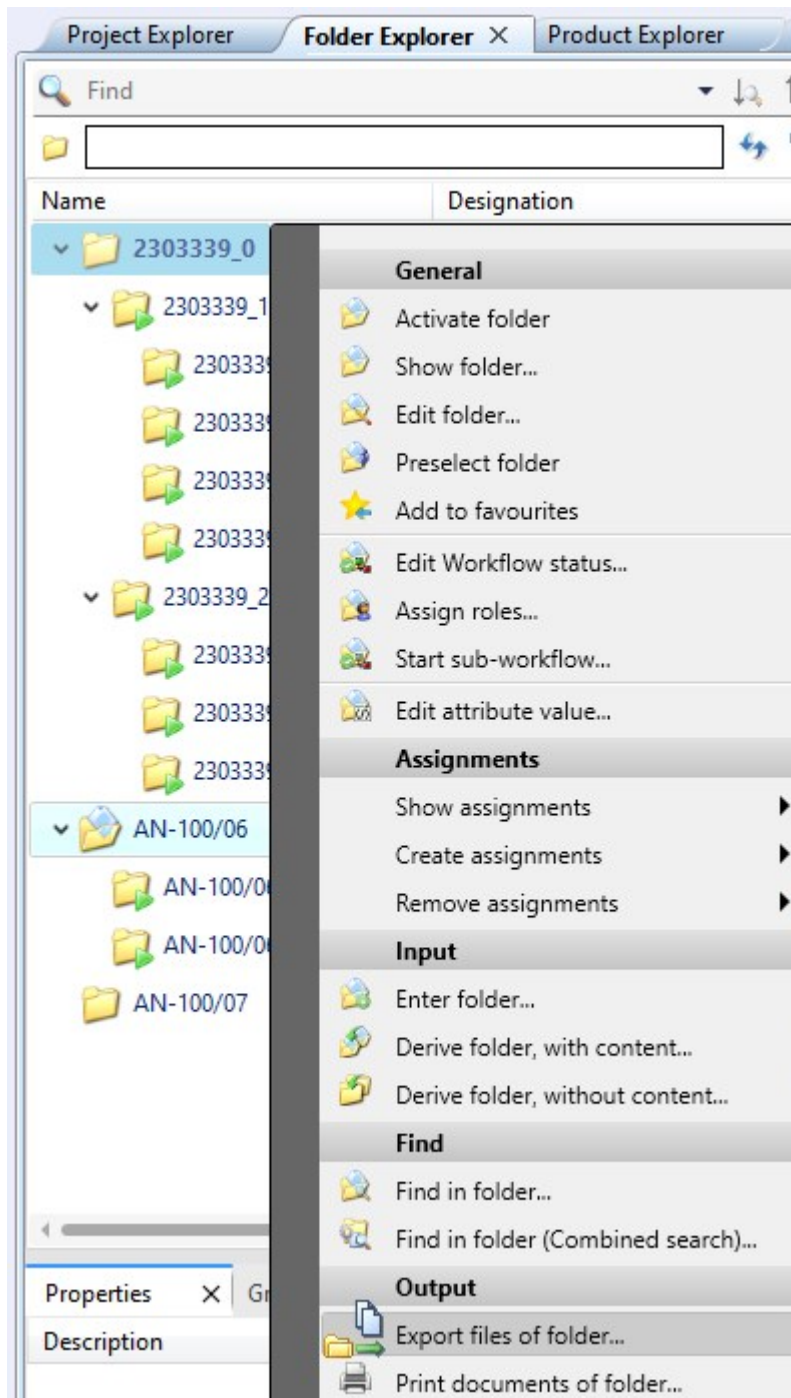 Project Explorer
Folder Explorer
Product Explorer
Find
Name
Designation
2303339_0
2303339_1
2303339_2
AN-100/06
AN-100/07
General
Activate folder
Show folder...
Edit folder...
Preselect folder
Add to favourites
Edit Workflow status...
Assign roles...
Start sub-workflow...
Edit attribute value...
Assignments
Show assignments
Create assignments
Remove assignments
Input
Enter folder...
Derive folder, with content...
Derive folder, without content...
Find
Find in folder...
Find in folder (Combined search)...
Output
Export files of folder...
Print documents of folder...
Properties
Description